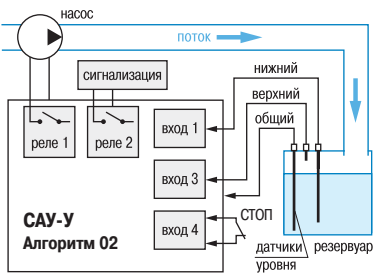 насос
поток
сигнализация
нижний
верхний
общий
реле 1
реле 2
вход 1
вход 3
вход 4
СТОП
САУ-У
Алгоритм 02
датчики
уровня
резервуар